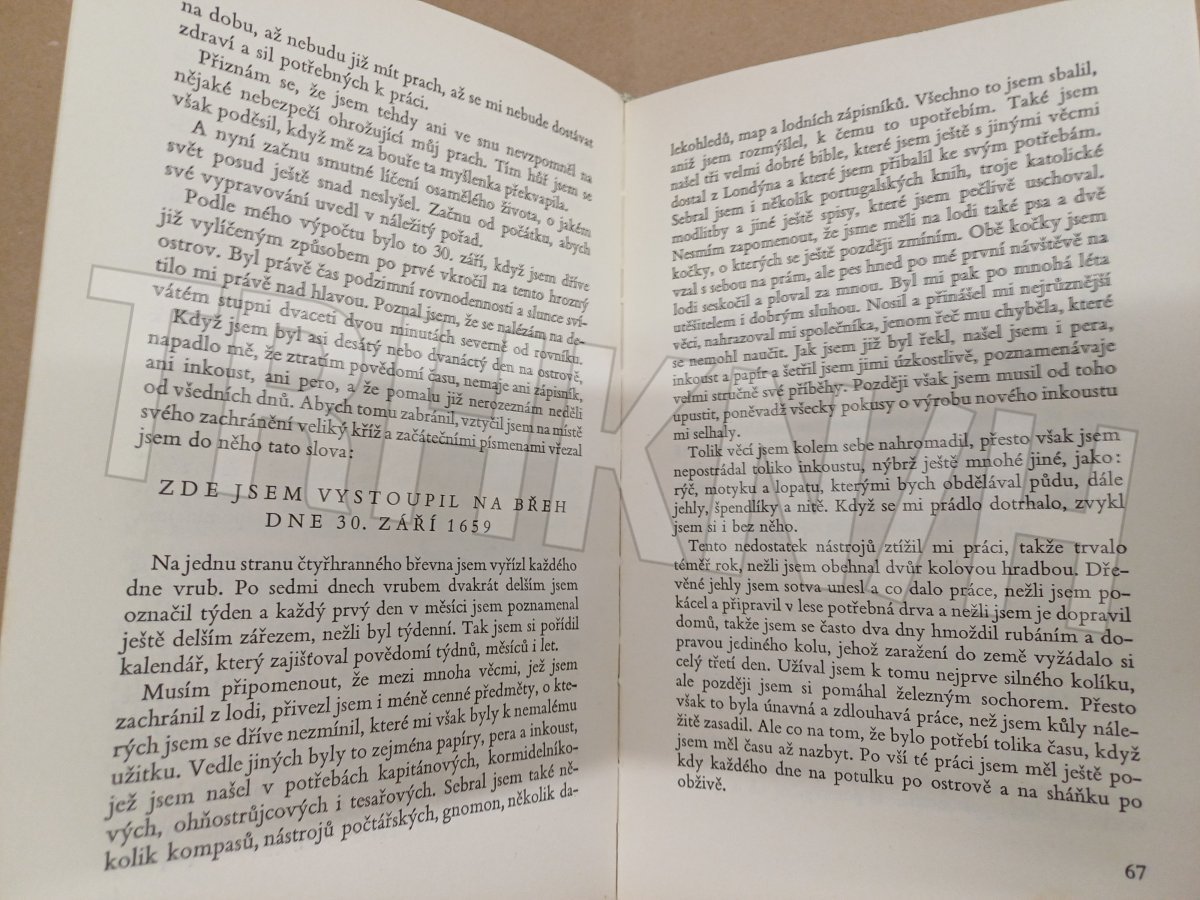 na dobu, až nebudu již mít prach, až se mi nebude dostávat
zdraví a sil potřebných k práci.
Přiznám se, že jsem tehdy ani ve snu nevzpomněl na
nějaké nebezpečí ohrožující můj prach. Tím hůř jsem se
však poděsil, když mě za bouře ta myšlenka překvapila.
A nyní začnu smutné líčení osamělého života, o jakém
svět posud ještě snad neslyšel. Začnu od počátku, abych
své vypravování uvedl v náležitý pořad.
Podle mého výpočtu bylo to 30. září, když jsem dříve
již vylíčeným způsobem po prvé vkročil na tento hrozný
ostrov. Byl právě čas podzimní rovnodennosti a slunce sví-
tilo mi právě nad hlavou. Poznal jsem, že se nalézám na de-
vátém stupni dvaceti dvou minutách severně od rovníku.
Když jsem byl asi desátý nebo dvanáctý den na ostrově,
napadlo mě, že ztratím povědomí času, nemaje ani zápisník,
ani inkoust, ani pero, a že pomalu již nerozeznám neděli
od všedních dnů. Abych tomu zabránil, vztyčil jsem na místě
svého zachránění veliký kříž a začátečními písmenami vřezal
jsem do něho tato slova:
ZDE JSEM VYSTOUPIL NA BŘEH
DNE 30. ZÁŘÍ 1659
Na jednu stranu čtyřhranného břevna jsem vyřízl každého
dne vrub. Po sedmi dnech vrubem dvakrát delším jsem
označil týden a každý prvý den v měsíci jsem poznamenal
ještě delším zářezem, nežli byl týdenní. Tak jsem si pořídil
kalendář, který zajišťoval povědomí týdnů, měsíců i let.
Musím připomenout, že mezi mnoha věcmi, jež jsem
zachránil z lodi, přivezl jsem i méně cenné předměty, o kte-
rých jsem se dříve nezmínil, které mi však byly k nemalému
užitku. Vedle jiných byly to zejména papíry, pera a inkoust,
jež jsem našel v potřebách kapitánových, kormidelníko-
vých, ohňostrůjcových i tesařových. Sebral jsem také ně-
kolik kompasů, nástrojů počtářských, gnomon, několik da-
lekohledů, map a lodních zápisníků. Všechno to jsem sbalil,
aniž jsem rozmýšlel, k čemu to upotřebím. Také jsem
našel tři velmi dobré bible, které jsem ještě s jinými věcmi
dostal z Londýna a které jsem přibalil ke svým potřebám.
Sebral jsem i několik portugalských knih, troje katolické
modlitby a jiné ještě spisy, které jsem pečlivě uschoval.
Nesmím zapomenout, že jsme měli na lodi také psa a dvě
kočky, o kterých se ještě později zmíním. Obě kočky jsem
vzal s sebou na prám, ale pes hned po mé první návštěvě na
lodi seskočil a ploval za mnou. Byl mi pak po mnohá léta
utěšitelem i dobrým sluhou. Nosil a přinášel mi nejrůznější
věci, nahrazoval mi společníka, jenom řeč mu chyběla, které
se nemohl naučit. Jak jsem již byl řekl, našel jsem i pera,
inkoust a papír a šetřil jsem jimi úzkostlivě, poznamenávaje
velmi stručně své příběhy. Později však jsem musil od toho
upustit, poněvadž všecky pokusy o výrobu nového inkoustu
mi selhaly.
Tolik věcí jsem kolem sebe nahromadil, přesto však jsem
nepostrádal toliko inkoustu, nýbrž ještě mnohé jiné, jako:
rýč, motyku a lopatu, kterými bych obdělával půdu, dále
jehly, špendlíky a nitě. Když se mi prádlo dotrhalo, zvykl
jsem si i bez něho.
Tento nedostatek nástrojů ztížil mi práci, takže trvalo
téměř rok, nežli jsem obehnal dvůr kolovou hradbou. Dře-
věné jehly jsem sotva unesl a co dalo práce, nežli jsem po-
kácel a připravil v lese potřebná drva a nežli jsem je dopravil
domů, takže jsem se často dva dny hmoždil rubáním a do-
pravou jediného kolu, jehož zaražení do země vyžádalo si
celý třetí den. Užíval jsem k tomu nejprve silného kolíku,
ale později jsem si pomáhal železným sochorem. Přesto
však to byla únavná a zdlouhavá práce, než jsem kůly nále-
žitě zasadil. Ale co na tom, že bylo potřebí tolika času, když
jsem měl času až nazbyt. Po vší té práci jsem měl ještě po-
kdy každého dne na potulku po ostrově a na sháňku po
obživě.
67
TRHKNIH